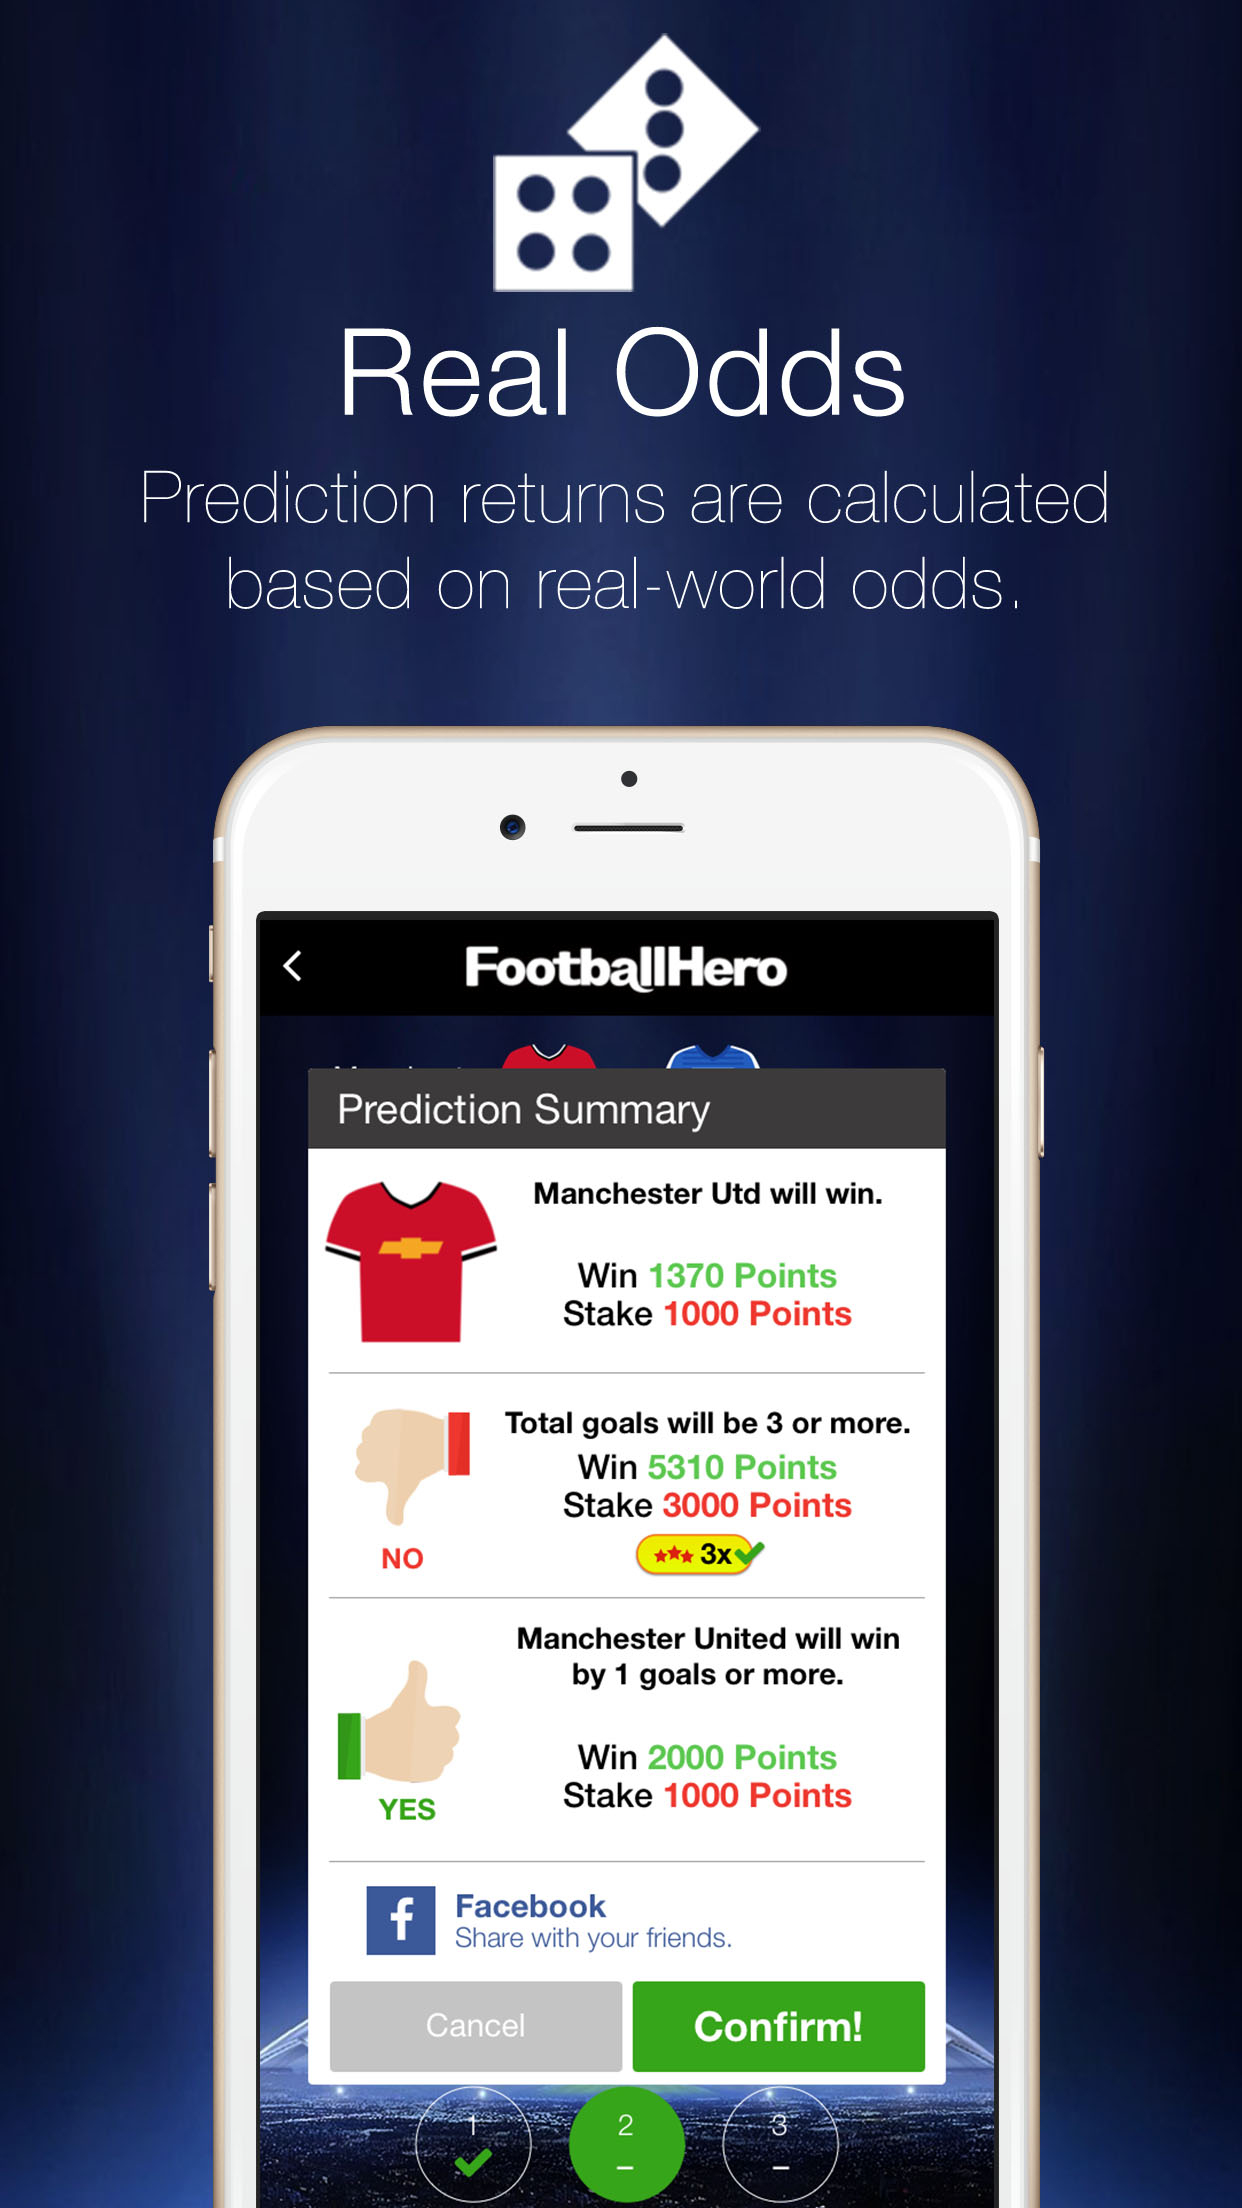 Real Odds
Prediction returns are calculated
based on real-world odds.
FootballHero
Prediction Summary
Manchester Utd will win.
Win 1370 Points
Stake 1000 Points
Total goals will be 3 or more.
Win 5310 Points
Stake 3000 Points
NO
3x
Manchester United will win
by 1 goals or more.
Win 2000 Points
Stake 1000 Points
YES
Facebook
Share with your friends.
Cancel
Confirm!
1
2
3